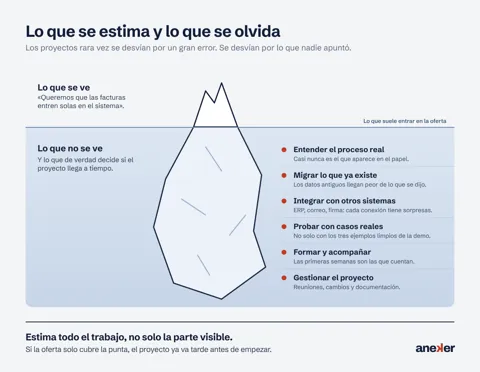 Lo que se estima y lo que se olvida
Los proyectos rara vez se desvían por un gran error. Se desvían por lo que nadie apuntó.
Lo que se ve
«Queremos que las facturas
entren solas en el sistema».
Lo que suele entrar en la oferta
Lo que no se ve
Y lo que de verdad decide si el
proyecto llega a tiempo.
Entender el proceso real
Casi nunca es el que aparece en el papel.
Migrar lo que ya existe
Los datos antiguos llegan peor de lo que se dijo.
Integrar con otros sistemas
ERP, correo, firma: cada conexión tiene sorpresas.
Probar con casos reales
No solo con los tres ejemplos limpios de la demo.
Formar y acompañar
Las primeras semanas son las que cuentan.
Gestionar el proyecto
Reuniones, cambios y documentación.
Estima todo el trabajo, no solo la parte visible.
Si la oferta solo cubre la punta, el proyecto ya va tarde antes de empezar.
aneker